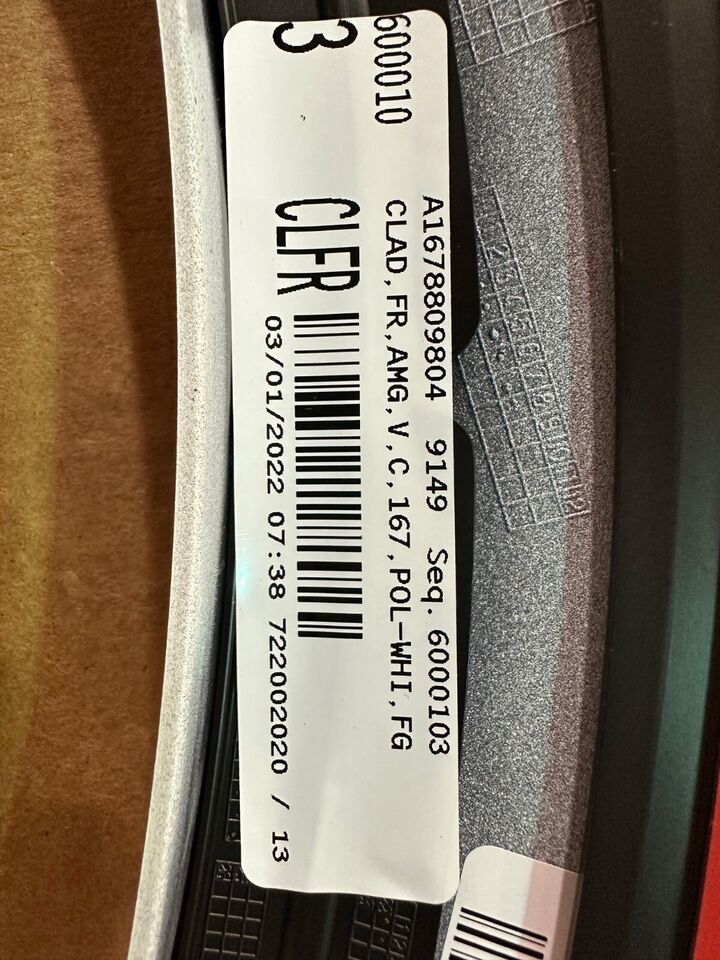 600010
3
A1678809804 9149 Seq. 6000103
CLAD,FR,AMG,V,C,167,POL-WHI,FG
CLFR
03/01/2022 07:38 722002020 / 13